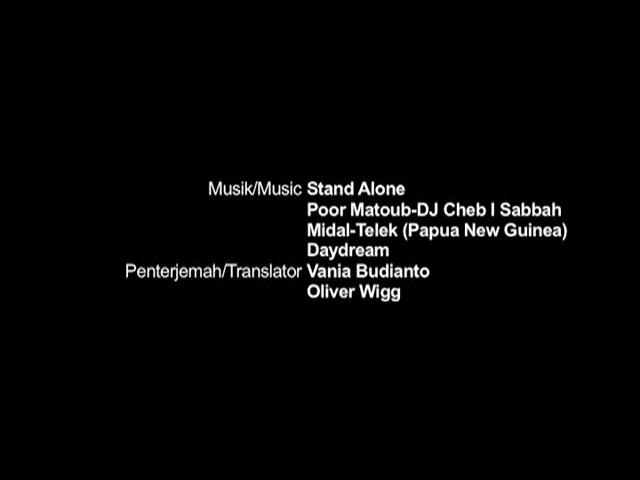 Musik/Music Stand Alone
Poor Matoub-DJ Cheb I Sabbah
Midal-Telek (Papua New Guinea)
Daydream
Penterjemah/Translator Vania Budianto
Oliver Wigg